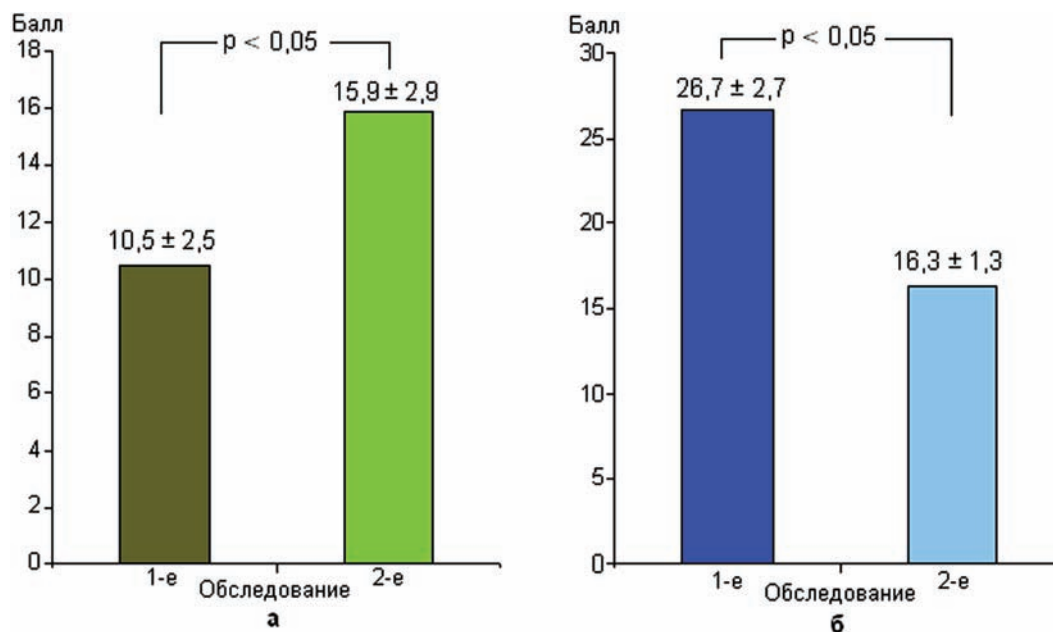 Балл
18
16
14
12
10
8
6
4
2
0
p < 0,05
15,9 ± 2,9
10,5 ± 2,5
1-е
2-е
Обследование
а
Балл
30
25
20
15
10
5
0
p < 0,05
26,7 ± 2,7
16,3 ± 1,3
1-е
2-е
Обследование
б